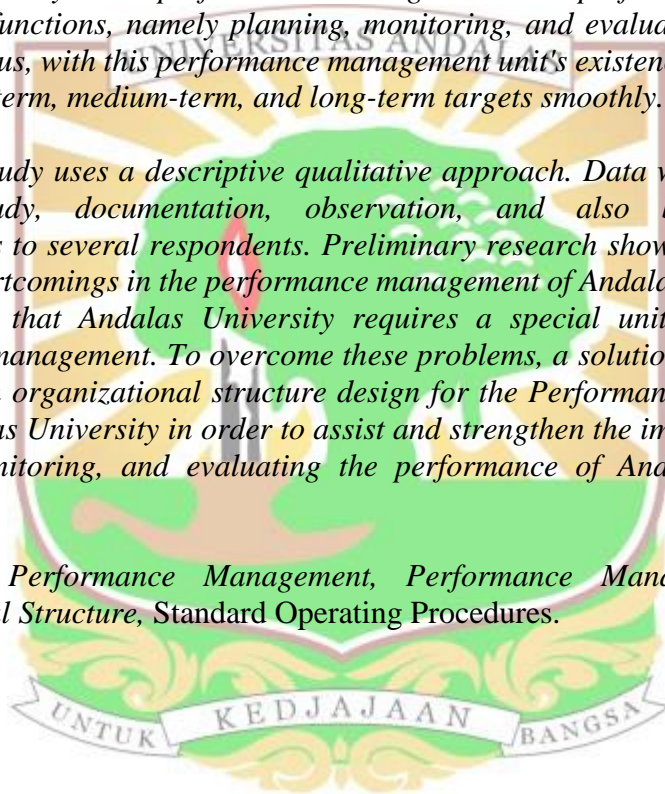 functions, namely planning, monitoring, and evalua
UNIVERSITAS ANDALAS
us, with this performance management unit's existen
term, medium-term, and long-term targets smoothly.
udy uses a descriptive qualitative approach. Data w
udy, documentation, observation, and also
s to several respondents. Preliminary research show
rtcomings in the performance management of Andala
that Andalas University requires a special unit
management. To overcome these problems, a solutio
organizational structure design for the Performan
as University in order to assist and strengthen the im
nitoring, and evaluating the performance of And
Performance Management, Performance Mana
l Structure, Standard Operating Procedures.
UNTUK KEDJAJAAN BANGSA